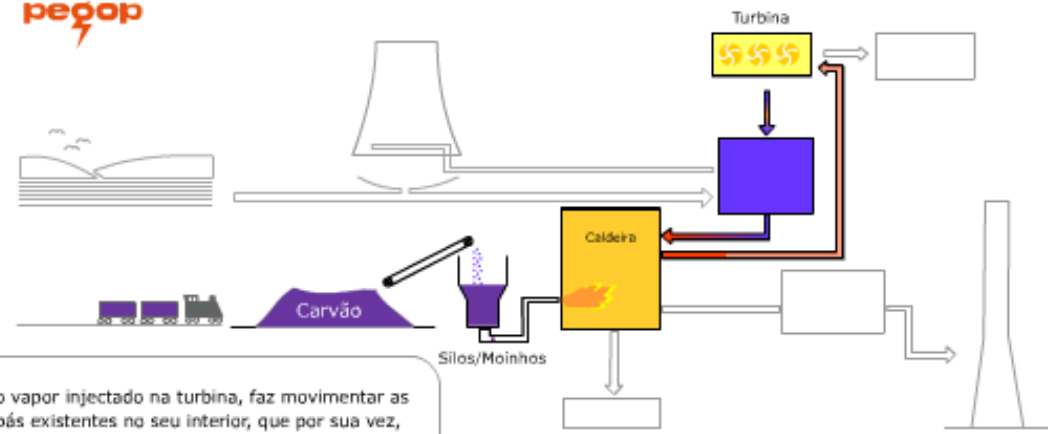 pegop
Turbina
Caldeira
Carvão
Silos/Moinhos
o vapor injectado na turbina, faz movimentar as
pás existentes no seu interior, que por sua vez,